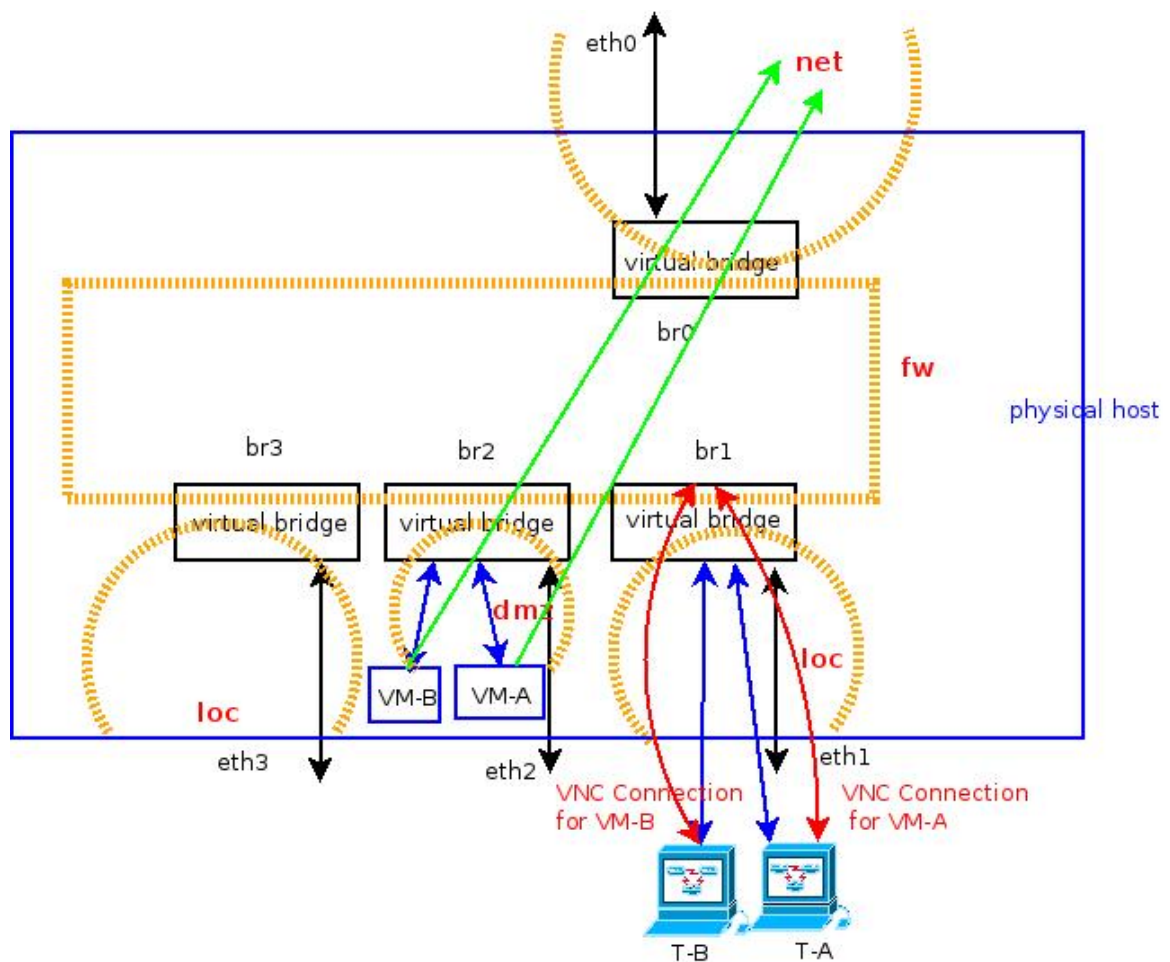 eth0
net
virtual bridge
br0
fw
physical host
br3
br2
br1
virtual bridge
virtual bridge
virtual bridge
dmz
loc
VM-B
VM-A
loc
eth3
eth2
eth1
VNC Connection
for VM-B
VNC Connection
for VM-A
T-B
T-A